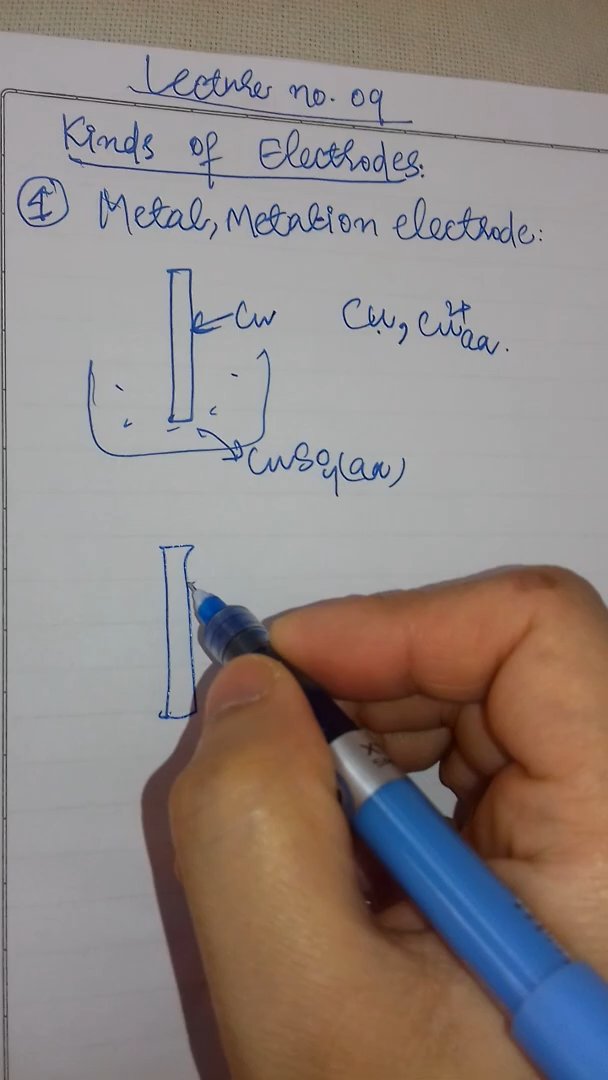 Lecture no. 09
Kinds of Electrodes:
1 Metal, Metal ion electrode:
Cu
Cu, Cu²⁺aq.
CuSO₄(aq)